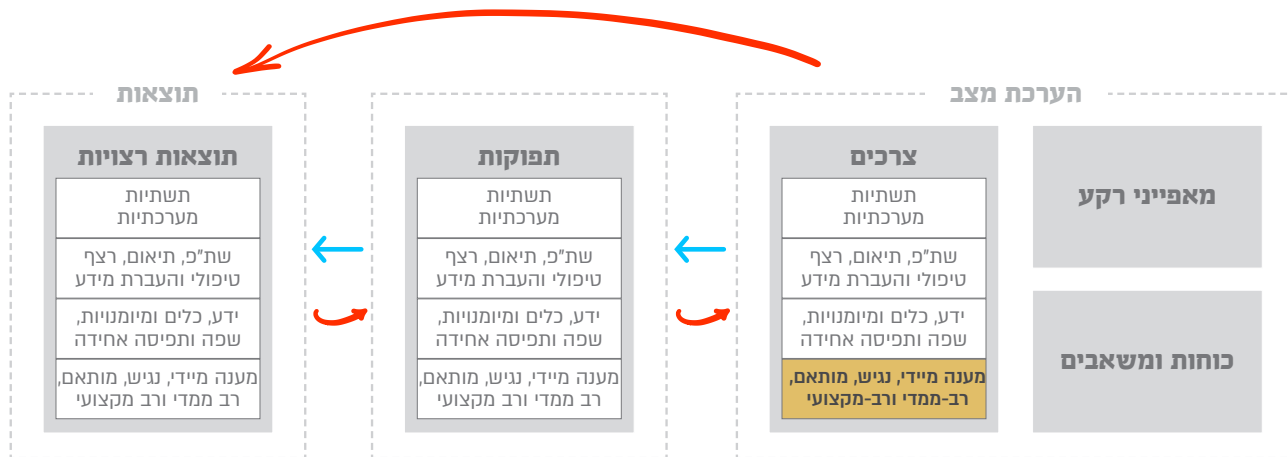 הערכת מצב
מאפייני רקע
כוחות ומשאבים
צרכים
תשתיות
מערכתיות
שת"פ, תיאום, רצף
טיפולי והעברת מידע
ידע, כלים ומיומנויות,
שפה ותפיסה אחידה
מענה מיידי, נגיש, מותאם,
רב-ממדי ורב-מקצועי
תפוקות
תשתיות
מערכתיות
שת"פ, תיאום, רצף
טיפולי והעברת מידע
ידע, כלים ומיומנויות,
שפה ותפיסה אחידה
מענה מיידי, נגיש, מותאם,
רב ממדי ורב מקצועי
תוצאות
תוצאות רצויות
תשתיות
מערכתיות
שת"פ, תיאום, רצף
טיפולי והעברת מידע
ידע, כלים ומיומנויות,
שפה ותפיסה אחידה
מענה מיידי, נגיש, מותאם,
רב ממדי ורב מקצועי